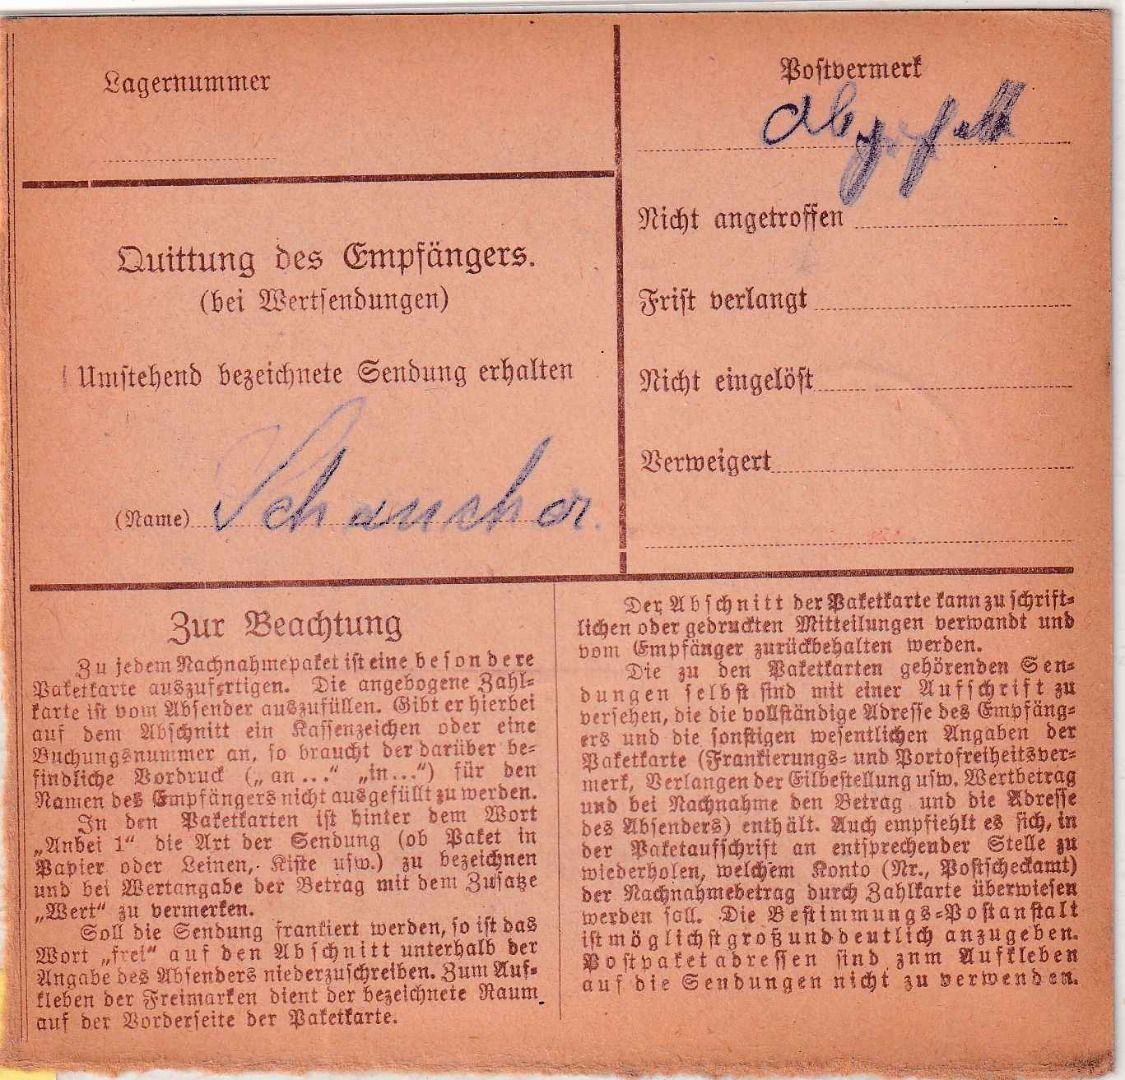 Lagernummer
Postvermerk
Nicht angetroffen
Frist verlangt
Nicht eingelöst
Verweigert
Quittung des Empfängers.
(bei Wertsendungen)
Umstehend bezeichnete Sendung erhalten
(Name)
Zur Beachtung
Zu jedem Nachnahmepaket ist eine besondere
Paketkarte auszufertigen. Die angebogene Zahl-
karte ist vom Absender auszufüllen. Gibt er hierbei
auf dem Abschnitt ein Kassenzeichen oder eine
Buchungsnummer an, so braucht der darüber be-
findliche Vordruck („an ...“ „in...“) für den
Namen des Empfängers nicht ausgefüllt zu werden.
In den Paketkarten ist hinter dem Wort
„Anbei 1“ die Art der Sendung (ob Paket in
Papier oder Leinen, Kiste usw.) zu bezeichnen
und bei Wertangabe der Betrag mit dem Zusatze
„Wert“ zu vermerken.
Soll die Sendung frankiert werden, so ist das
Wort „frei“ auf den Abschnitt unterhalb der
Angabe des Absenders niederzuschreiben. Zum Auf-
kleben der Freimarken dient der bezeichnete Raum
auf der Vorderseite der Paketkarte.
Der Abschnitt der Paketkarte kann zu schrift-
lichen oder gedruckten Mitteilungen verwandt und
vom Empfänger zurückbehalten werden.
Die zu den Paketkarten gehörenden Sen-
dungen selbst sind mit einer Aufschrift zu
versehen, die die vollständige Adresse des Empfäng-
ers und die sonstigen wesentlichen Angaben der
Paketkarte (Frankierungs- und Portofreiheitsver-
merk, Verlangen der Eilbestellung usw. Wertbetrag
und bei Nachnahme den Betrag und die Adresse
des Absenders) enthält. Auch empfiehlt es sich, in
der Paketaufschrift an entsprechender Stelle zu
wiederholen, welchem Konto (Nr., Postscheckamt)
der Nachnahmebetrag durch Zahlkarte überwiesen
werden soll. Die Bestimmungs-Postanstalt
ist möglichst groß und deutlich anzugeben.
Postpaketadressen sind znm Aufkleben
auf die Sendungen nicht zu verwenden.